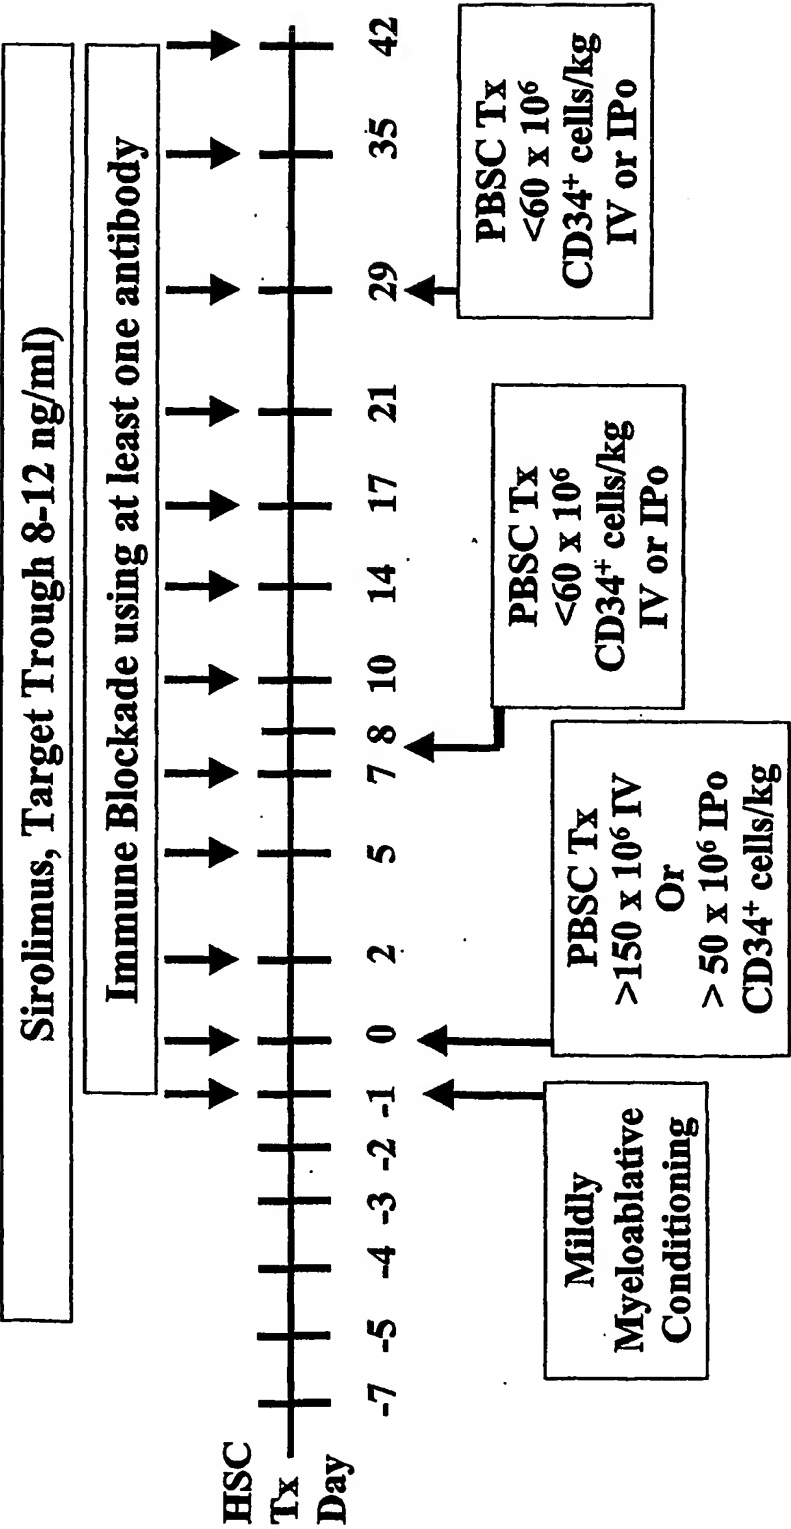 Sirolimus, Target Trough 8-12 ng/ml)
Immune Blockade using at least one antibody
HSC
Tx
Day
-7 -5 -4 -3 -2 -1 0 2 5 7 8 10 14 17 21 29 35 42
Mildly
Myeloablative
Conditioning
PBSC Tx
>150 x 10⁶ IV
Or
> 50 x 10⁶ IPo
CD34⁺ cells/kg
PBSC Tx
<60 x 10⁶
CD34⁺ cells/kg
IV or IPo
PBSC Tx
<60 x 10⁶
CD34⁺ cells/kg
IV or IPo